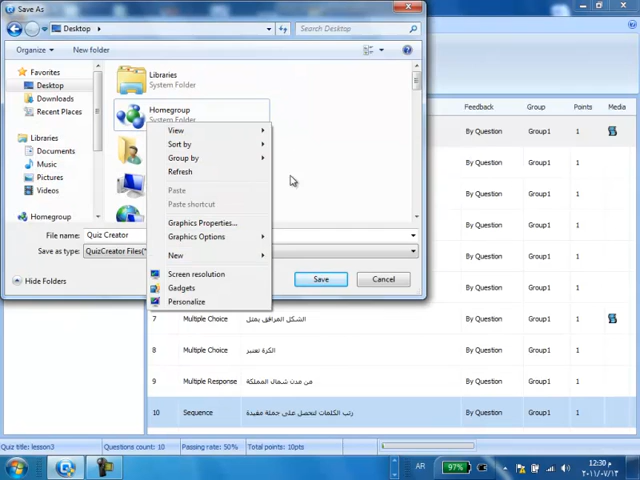 Save As
Desktop
Search Desktop
Organize
New folder
Favorites
Desktop
Downloads
Recent Places
Libraries
Documents
Music
Pictures
Videos
Homegroup
Libraries
System Folder
Homegroup
System Folder
View
Sort by
Group by
Refresh
Paste
Paste shortcut
Graphics Properties...
Graphics Options
New
Screen resolution
Gadgets
Personalize
File name: Quiz Creator
Save as type: QuizCreator Files(*
Hide Folders
Save
Cancel
Feedback Group Points Media
By Question Group1 1
By Question Group1 1
By Question Group1 1
By Question Group1 1
By Question Group1 1
By Question Group1 1
7 Multiple Choice الشكل المرافق يمثل By Question Group1 1
8 Multiple Choice الكرة تعتبر By Question Group1 1
9 Multiple Response من مدن شمال المملكة By Question Group1 1
10 Sequence رتب الكلمات لتحصل على جملة مفيدة By Question Group1 1
Quiz title: lesson3 Questions count: 10 Passing rate: 50% Total points: 10pts
AR 97% 12:30 م
٢٠١١/٠٧/١٣